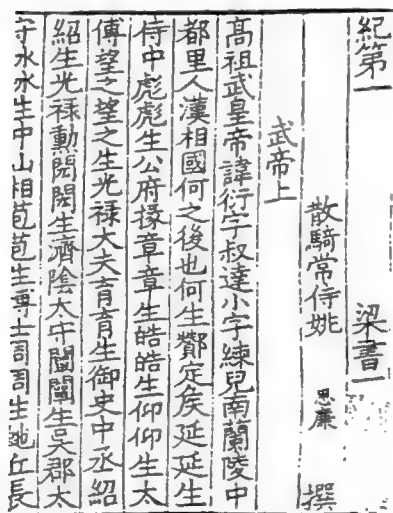 紀第一 梁書一
散騎常侍姚 思廉 撰
武帝上
髙祖武皇帝諱衍字叔達小字練兒南蘭陵中
都里人漢相國何之後也何生酇定侯延延生
侍中彪彪生公府掾章章生皓皓生仰仰生太
傅望之望之生光祿大夫育育生御史中丞紹
紹生光祿勳閎閎生濟陰太守闡闡生吳郡太
守水水生中山相苞苞生博士周周生虵丘長